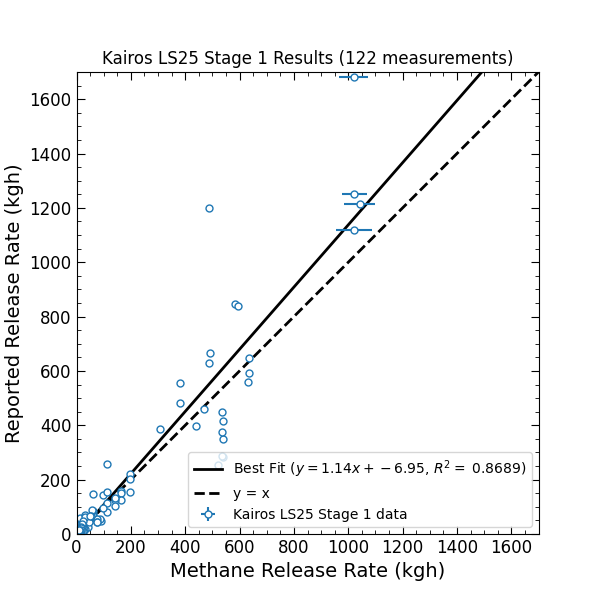 Kairos LS25 Stage 1 Results (122 measurements)
Reported Release Rate (kgh)
1600
1400
1200
1000
800
600
400
200
0
Best Fit (y = 1.14x + −6.95, R² = 0.8689)
y = x
Kairos LS25 Stage 1 data
0 200 400 600 800 1000 1200 1400 1600
Methane Release Rate (kgh)